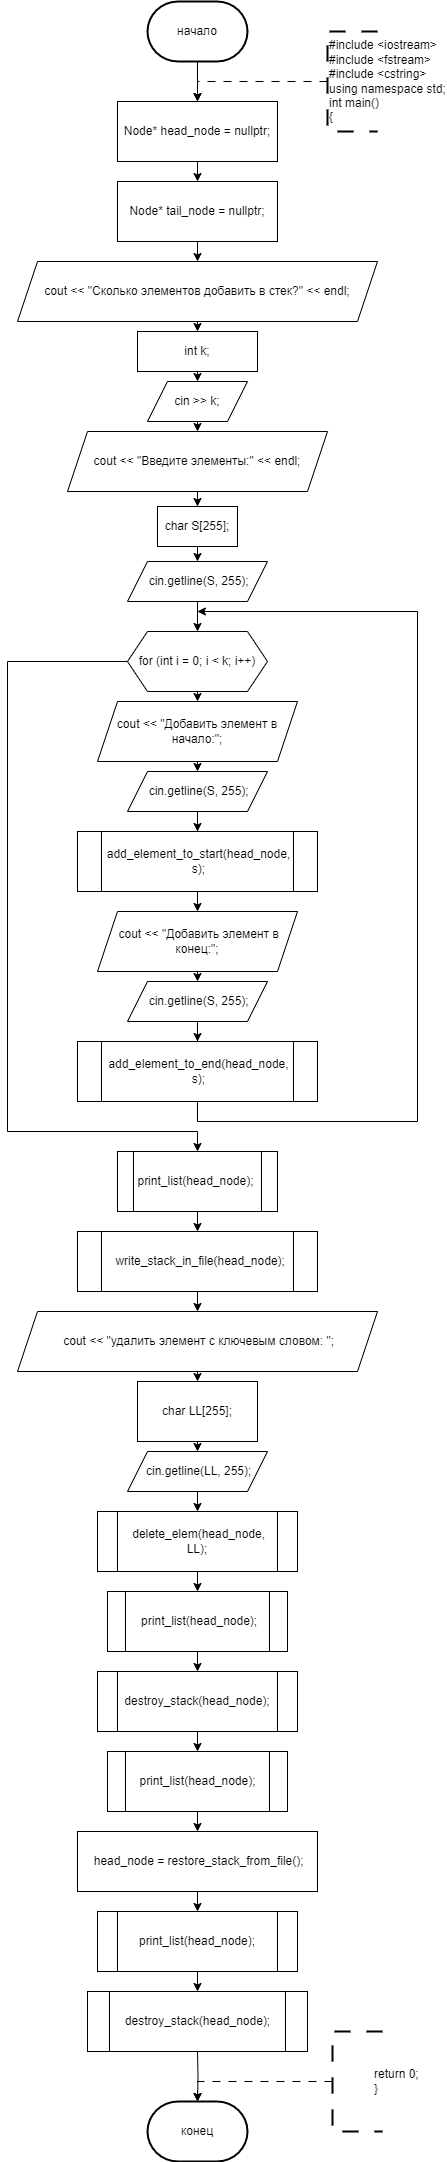 начало
#include <iostream>
#include <fstream>
#include <cstring>
using namespace std;
int main()
{
Node* head_node = nullptr;
Node* tail_node = nullptr;
cout << "Сколько элементов добавить в стек?" << endl;
int k;
cin >> k;
cout << "Введите элементы:" << endl;
char S[255];
cin.getline(S, 255);
for (int i = 0; i < k; i++)
cout << "Добавить элемент в
начало:";
cin.getline(S, 255);
add_element_to_start(head_node,
s);
cout << "Добавить элемент в
конец:";
cin.getline(S, 255);
add_element_to_end(head_node,
s);
print_list(head_node);
write_stack_in_file(head_node);
cout << "удалить элемент с ключевым словом: ";
char LL[255];
cin.getline(LL, 255);
delete_elem(head_node,
LL);
print_list(head_node);
destroy_stack(head_node);
print_list(head_node);
head_node = restore_stack_from_file();
print_list(head_node);
destroy_stack(head_node);
return 0;
}
конец